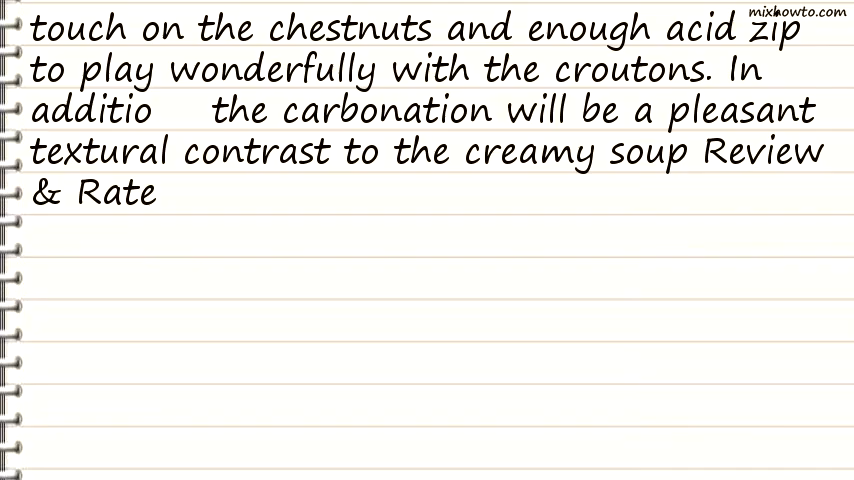 mixhowto.com
touch on the chestnuts and enough acid zip
to play wonderfully with the croutons. In
additio the carbonation will be a pleasant
textural contrast to the creamy soup Review
& Rate